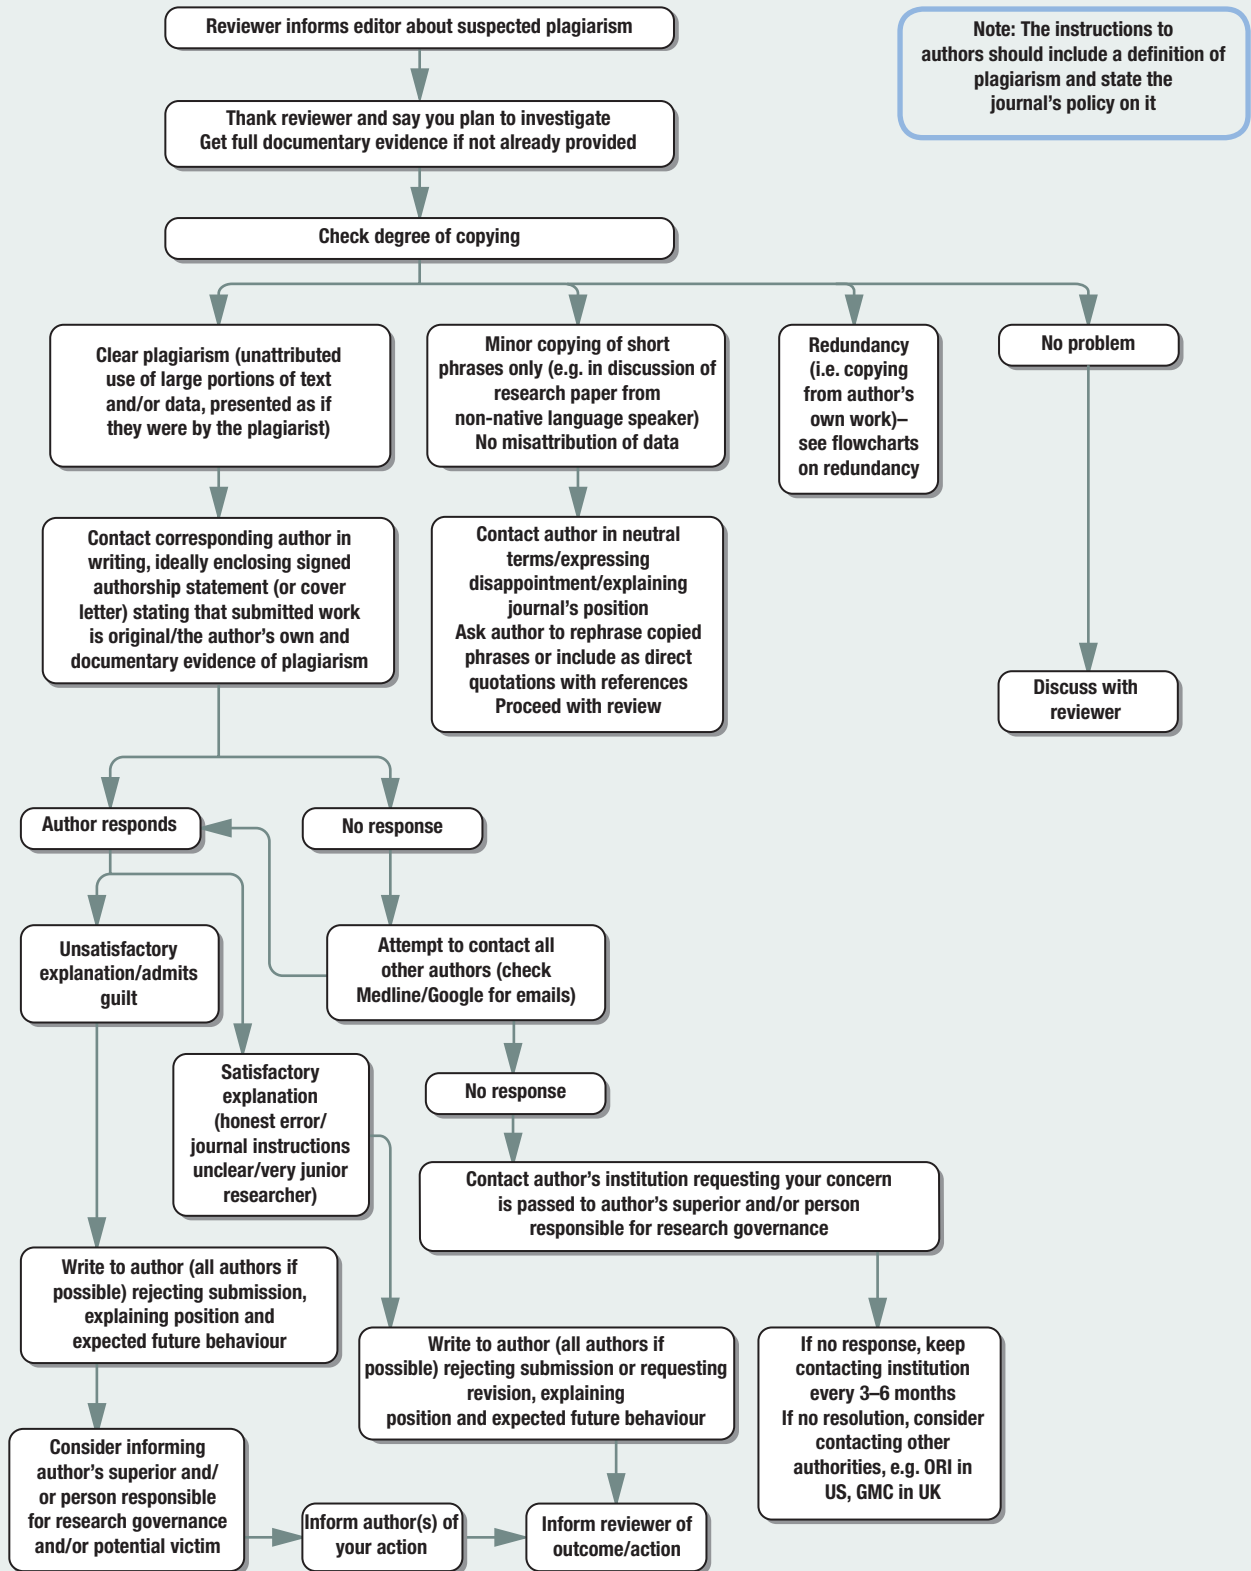 Reviewer informs editor about suspected plagiarism
Note: The instructions to
authors should include a definition of
plagiarism and state the
journal's policy on it
Thank reviewer and say you plan to investigate
Get full documentary evidence if not already provided
Check degree of copying
Clear plagiarism (unattributed
use of large portions of text
and/or data, presented as if
they were by the plagiarist)
Minor copying of short
phrases only (e.g. in discussion of
research paper from
non-native language speaker)
No misattribution of data
Redundancy
(i.e. copying
from author's
own work)–
see flowcharts
on redundancy
No problem
Contact corresponding author in
writing, ideally enclosing signed
authorship statement (or cover
letter) stating that submitted work
is original/the author's own and
documentary evidence of plagiarism
Contact author in neutral
terms/expressing
disappointment/explaining
journal's position
Ask author to rephrase copied
phrases or include as direct
quotations with references
Proceed with review
Discuss with
reviewer
Author responds
No response
Unsatisfactory
explanation/admits
guilt
Attempt to contact all
other authors (check
Medline/Google for emails)
Satisfactory
explanation
(honest error/
journal instructions
unclear/very junior
researcher)
No response
Contact author's institution requesting your concern
is passed to author's superior and/or person
responsible for research governance
Write to author (all authors if
possible) rejecting submission,
explaining position and
expected future behaviour
Write to author (all authors if
possible) rejecting submission or requesting
revision, explaining
position and expected future behaviour
If no response, keep
contacting institution
every 3–6 months
If no resolution, consider
contacting other
authorities, e.g. ORI in
US, GMC in UK
Consider informing
author's superior and/
or person responsible
for research governance
and/or potential victim
Inform author(s) of
your action
Inform reviewer of
outcome/action